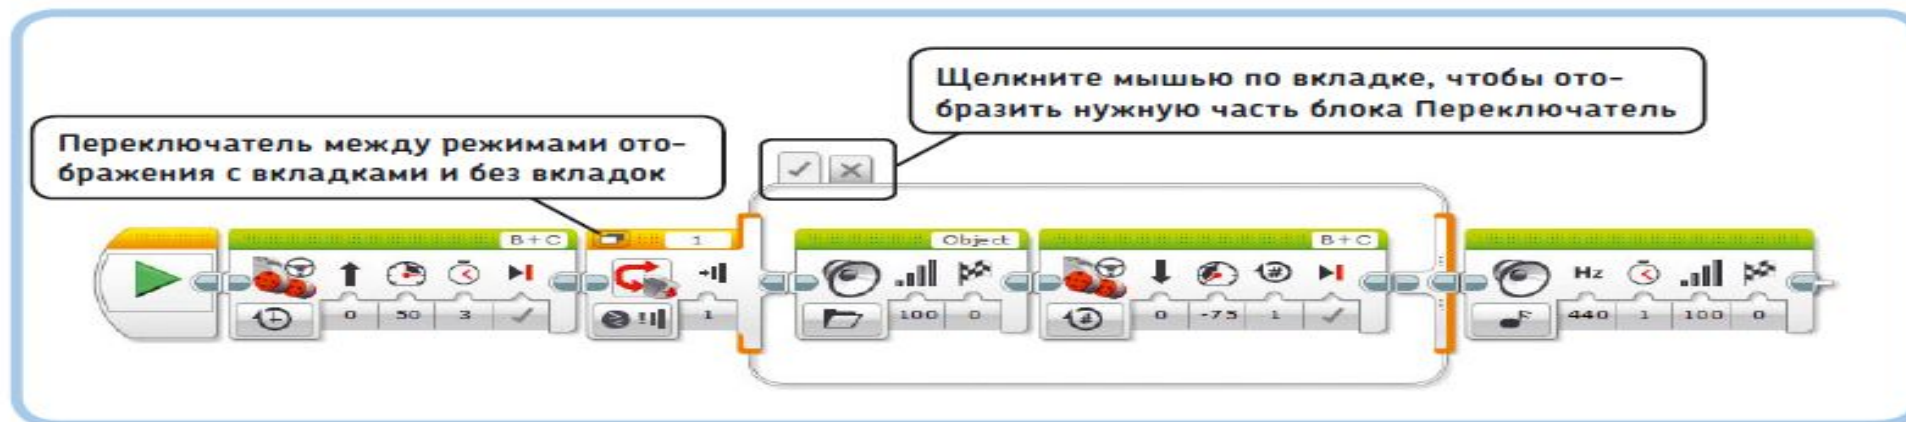 Щелкните мышью по вкладке, чтобы ото-
бразить нужную часть блока Переключатель
Переключатель между режимами ото-
бражения с вкладками и без вкладок
B+C 1 Object B+C
# Hz
0 50 3 1 100 0 # 0 -75 1 440 1 100 0